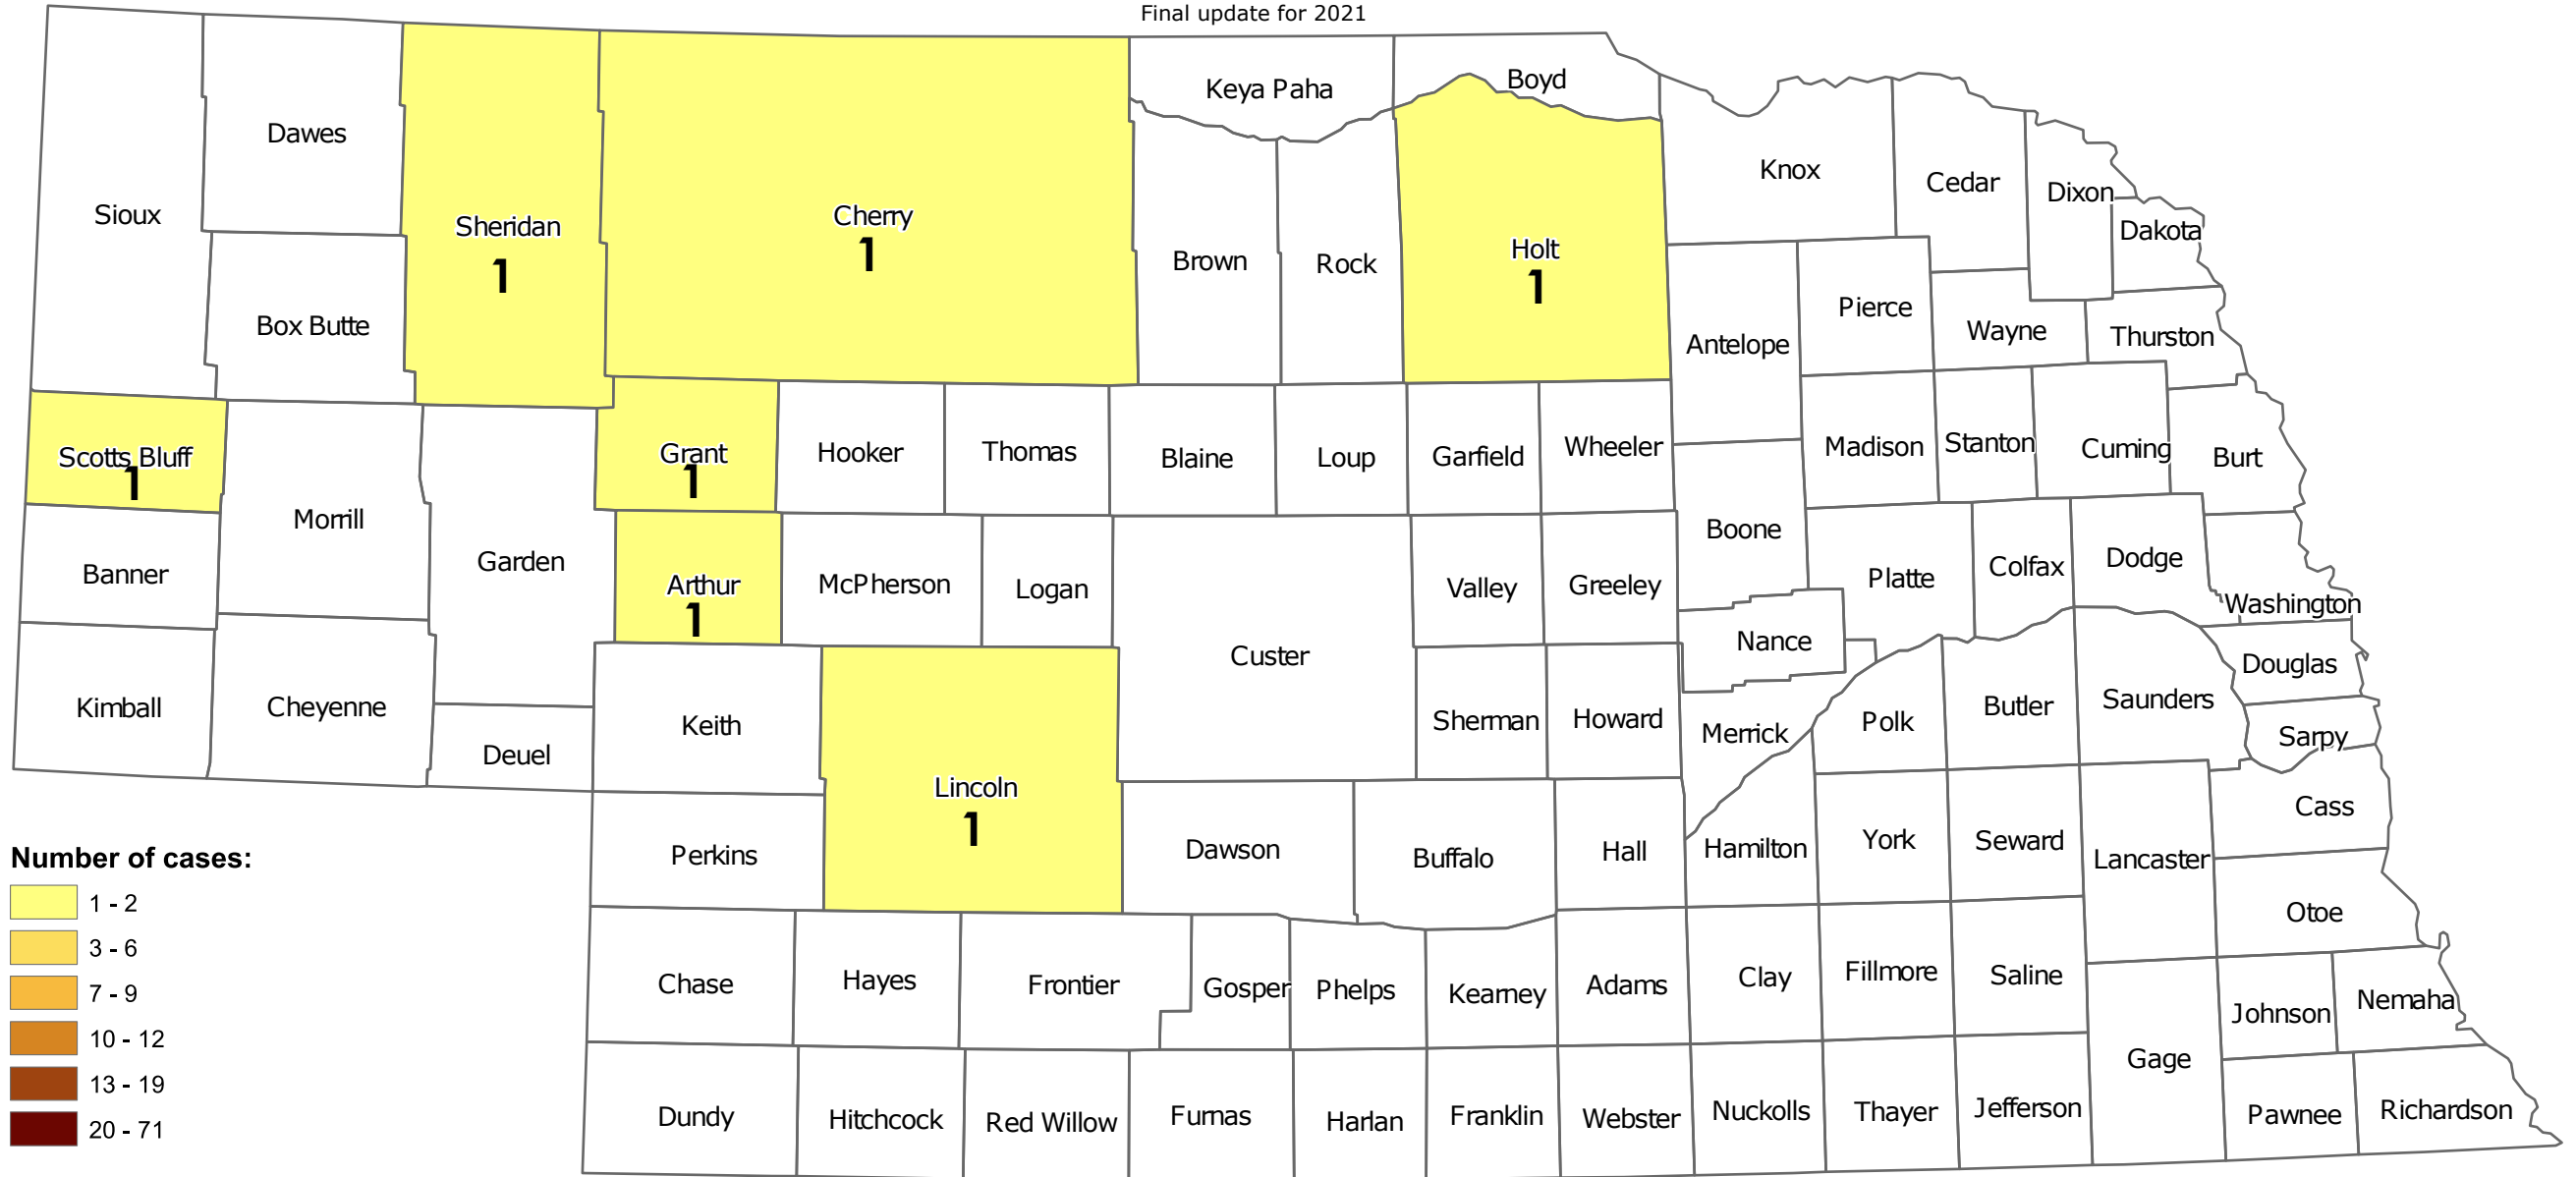 Final update for 2021
Keya Paha
Boyd
Dawes
Knox
Cedar
Dixon
Sioux
Sheridan
1
Cherry
1
Dakota
Holt
1
Brown
Rock
Box Butte
Pierce
Wayne
Thurston
Antelope
Scotts Bluff
1
Grant
1
Hooker
Thomas
Blaine
Loup
Garfield
Wheeler
Madison
Stanton
Cuming
Burt
Morrill
Boone
Banner
Garden
Arthur
1
McPherson
Logan
Valley
Greeley
Platte
Colfax
Dodge
Washington
Nance
Custer
Douglas
Kimball
Cheyenne
Keith
Sherman
Howard
Merrick
Polk
Butler
Saunders
Sarpy
Deuel
Lincoln
1
Cass
Perkins
Dawson
Buffalo
Hall
Hamilton
York
Seward
Lancaster
Otoe
Chase
Hayes
Frontier
Gosper
Phelps
Kearney
Adams
Clay
Fillmore
Saline
Johnson
Nemaha
Gage
Dundy
Hitchcock
Red Willow
Furnas
Harlan
Franklin
Webster
Nuckolls
Thayer
Jefferson
Pawnee
Richardson
Number of cases:
1 - 2
3 - 6
7 - 9
10 - 12
13 - 19
20 - 71